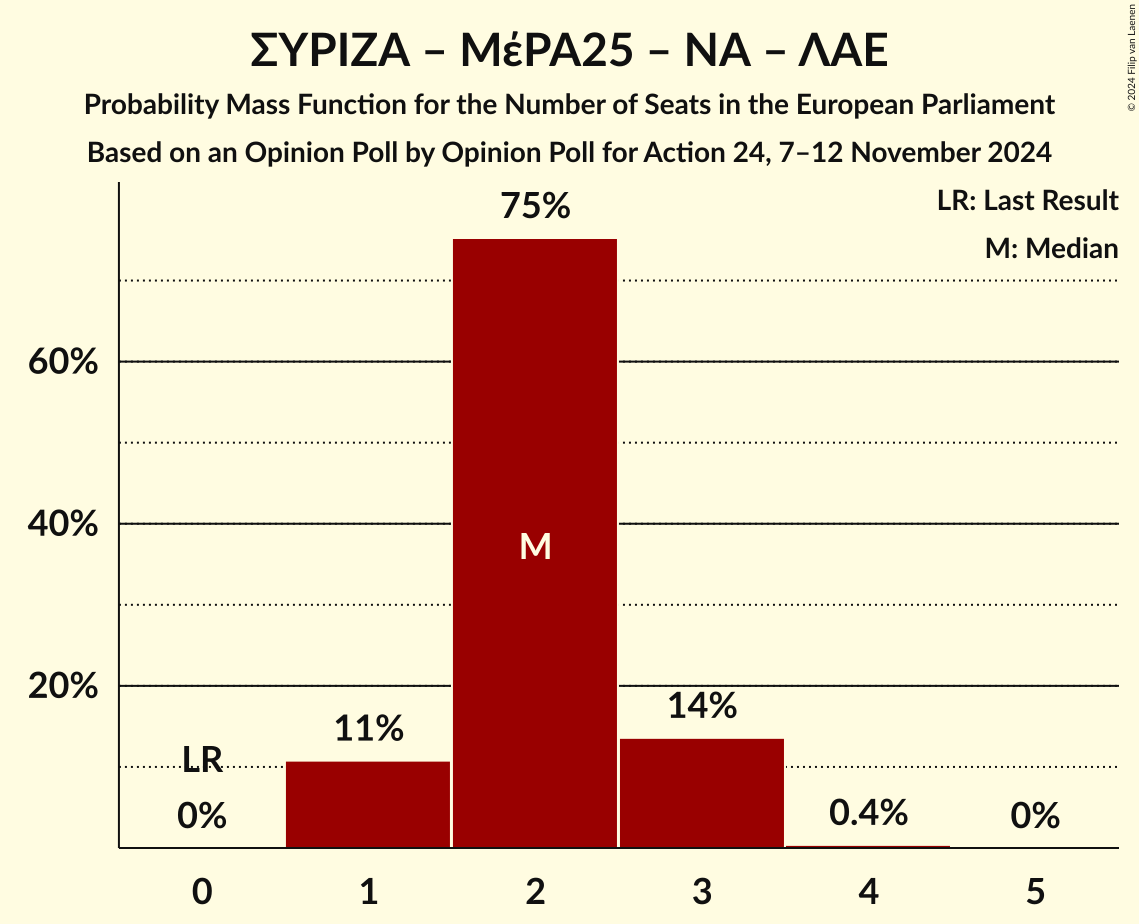 ΣΥΡΙΖΑ – ΜέΡΑ25 – ΝΑ – ΛΑΕ
Probability Mass Function for the Number of Seats in the European Parliament
Based on an Opinion Poll by Opinion Poll for Action 24, 7–12 November 2024
© 2024 Filip van Laenen
LR: Last Result
M: Median
75%
60%
40%
M
20%
14%
11%
LR
0%
0.4%
0%
0 1 2 3 4 5